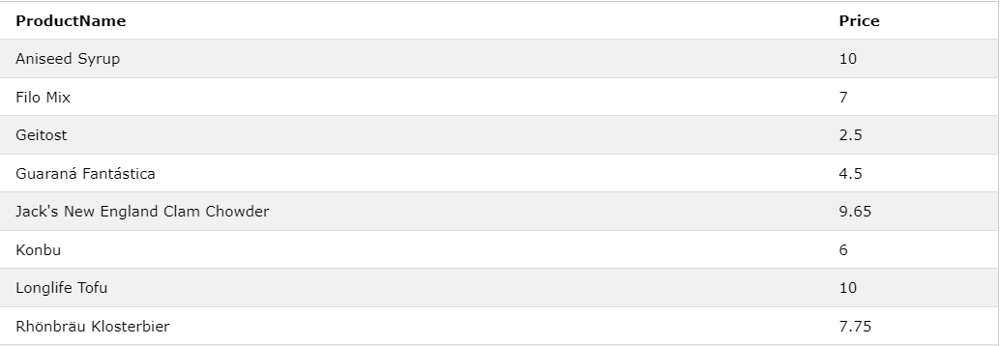 ProductName Price
Aniseed Syrup 10
Filo Mix 7
Geitost 2.5
Guaraná Fantástica 4.5
Jack's New England Clam Chowder 9.65
Konbu 6
Longlife Tofu 10
Rhönbräu Klosterbier 7.75